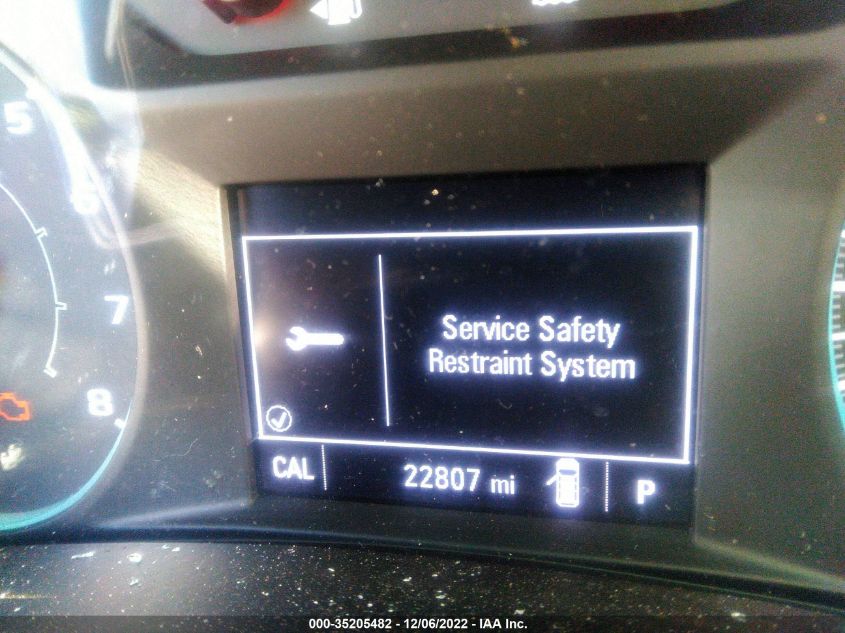 5
6
7
8
Service Safety
Restraint System
CAL
22807 mi
P
000-35205482 - 12/06/2022 - IAA Inc.